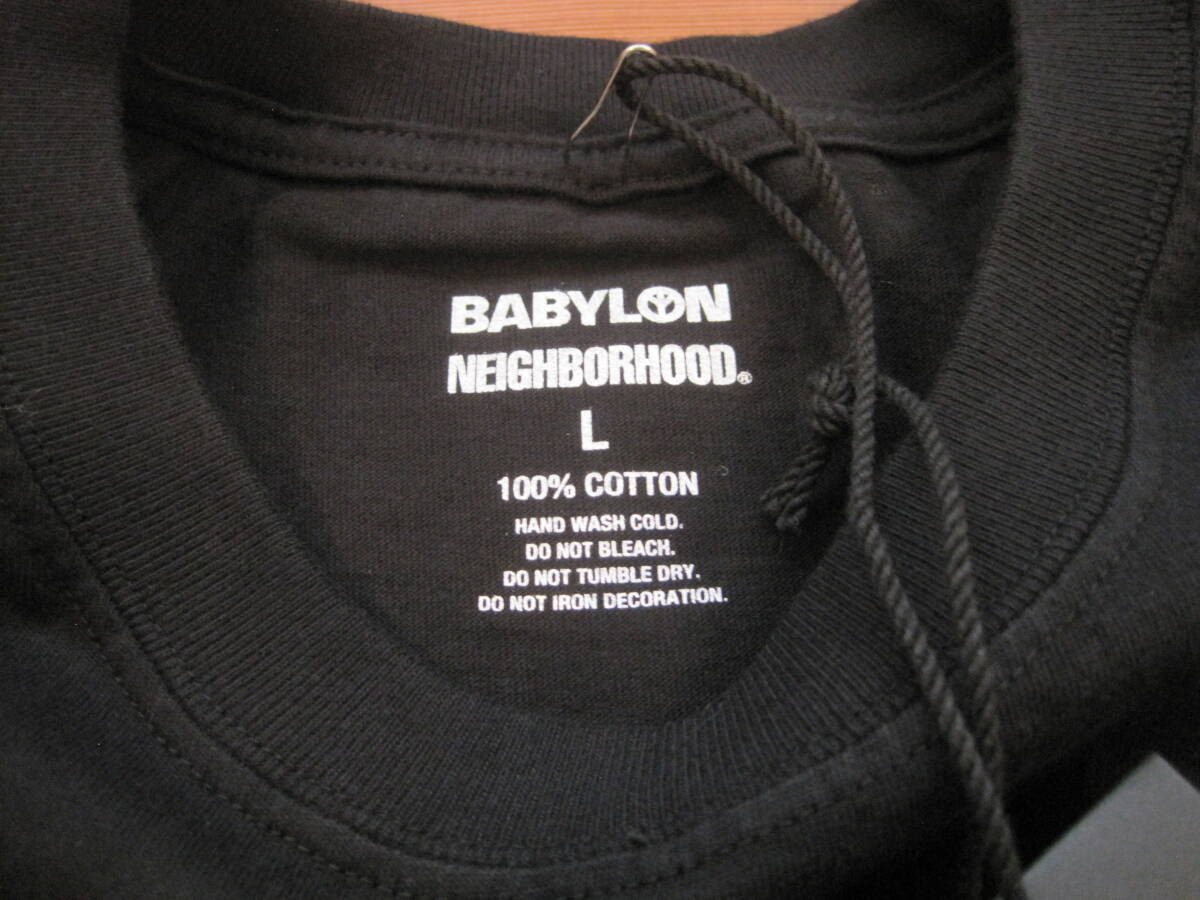 BABYLON
NEIGHBORHOOD®
L
100% COTTON
HAND WASH COLD.
DO NOT BLEACH.
DO NOT TUMBLE DRY.
DO NOT IRON DECORATION.